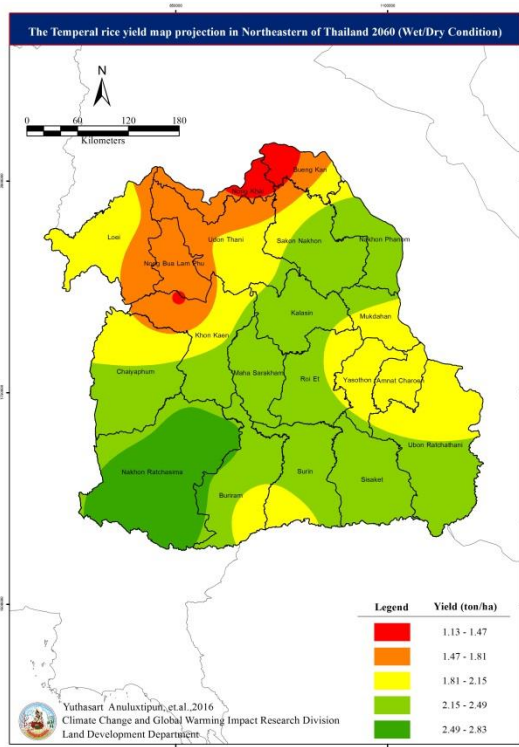 The Temperal rice yield map projection in Northeastern of Thailand 2060 (Wet/Dry Condition)
N
0 30 60 120 180
Kilometers
Bueng Kan
Nong Khai
Loei
Udon Thani
Sakon Nakhon
Nakhon Phanom
Nong Bua Lam Phu
Kalasin
Mukdahan
Khon Kaen
Chaiyaphum
Maha Sarakham
Roi Et
Yasothon
Amnat Charoen
Ubon Ratchathani
Nakhon Ratchasima
Buriram
Surin
Sisaket
Legend Yield (ton/ha)
1.13 - 1.47
1.47 - 1.81
1.81 - 2.15
2.15 - 2.49
2.49 - 2.83
Yuthasart Anuluxtipun, et.al.,2016
Climate Change and Global Warming Impact Research Division
Land Development Department